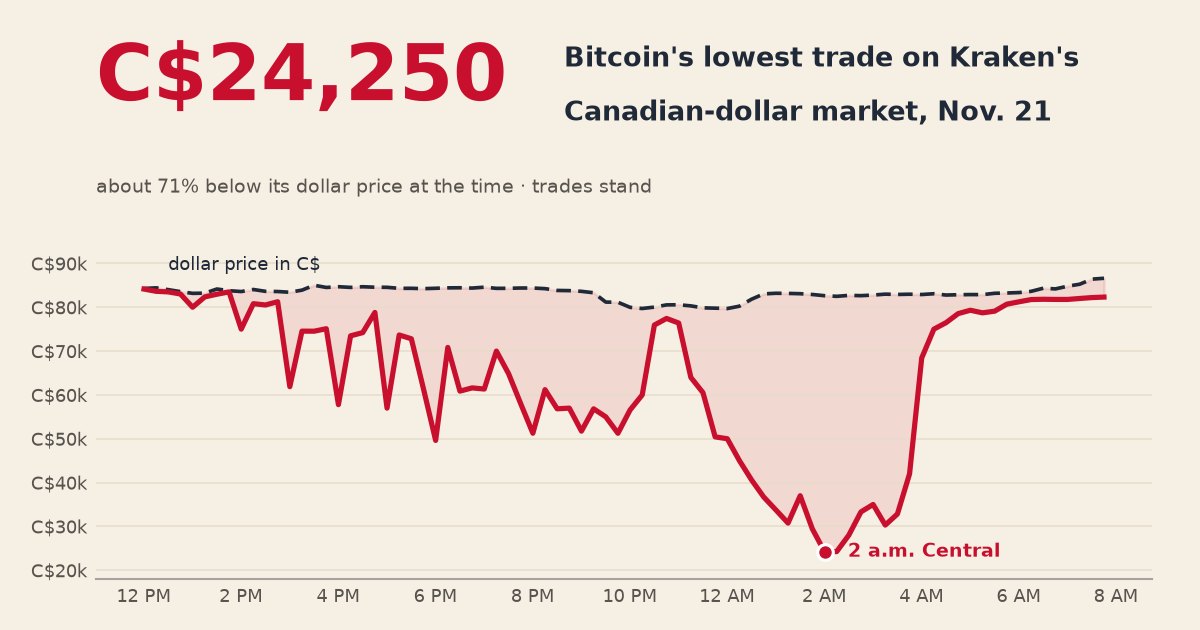 C$24,250
Bitcoin's lowest trade on Kraken's
Canadian-dollar market, Nov. 21
about 71% below its dollar price at the time · trades stand
dollar price in C$
C$90k
C$80k
C$70k
C$60k
C$50k
C$40k
C$30k
C$20k
2 a.m. Central
12 PM
2 PM
4 PM
6 PM
8 PM
10 PM
12 AM
2 AM
4 AM
6 AM
8 AM